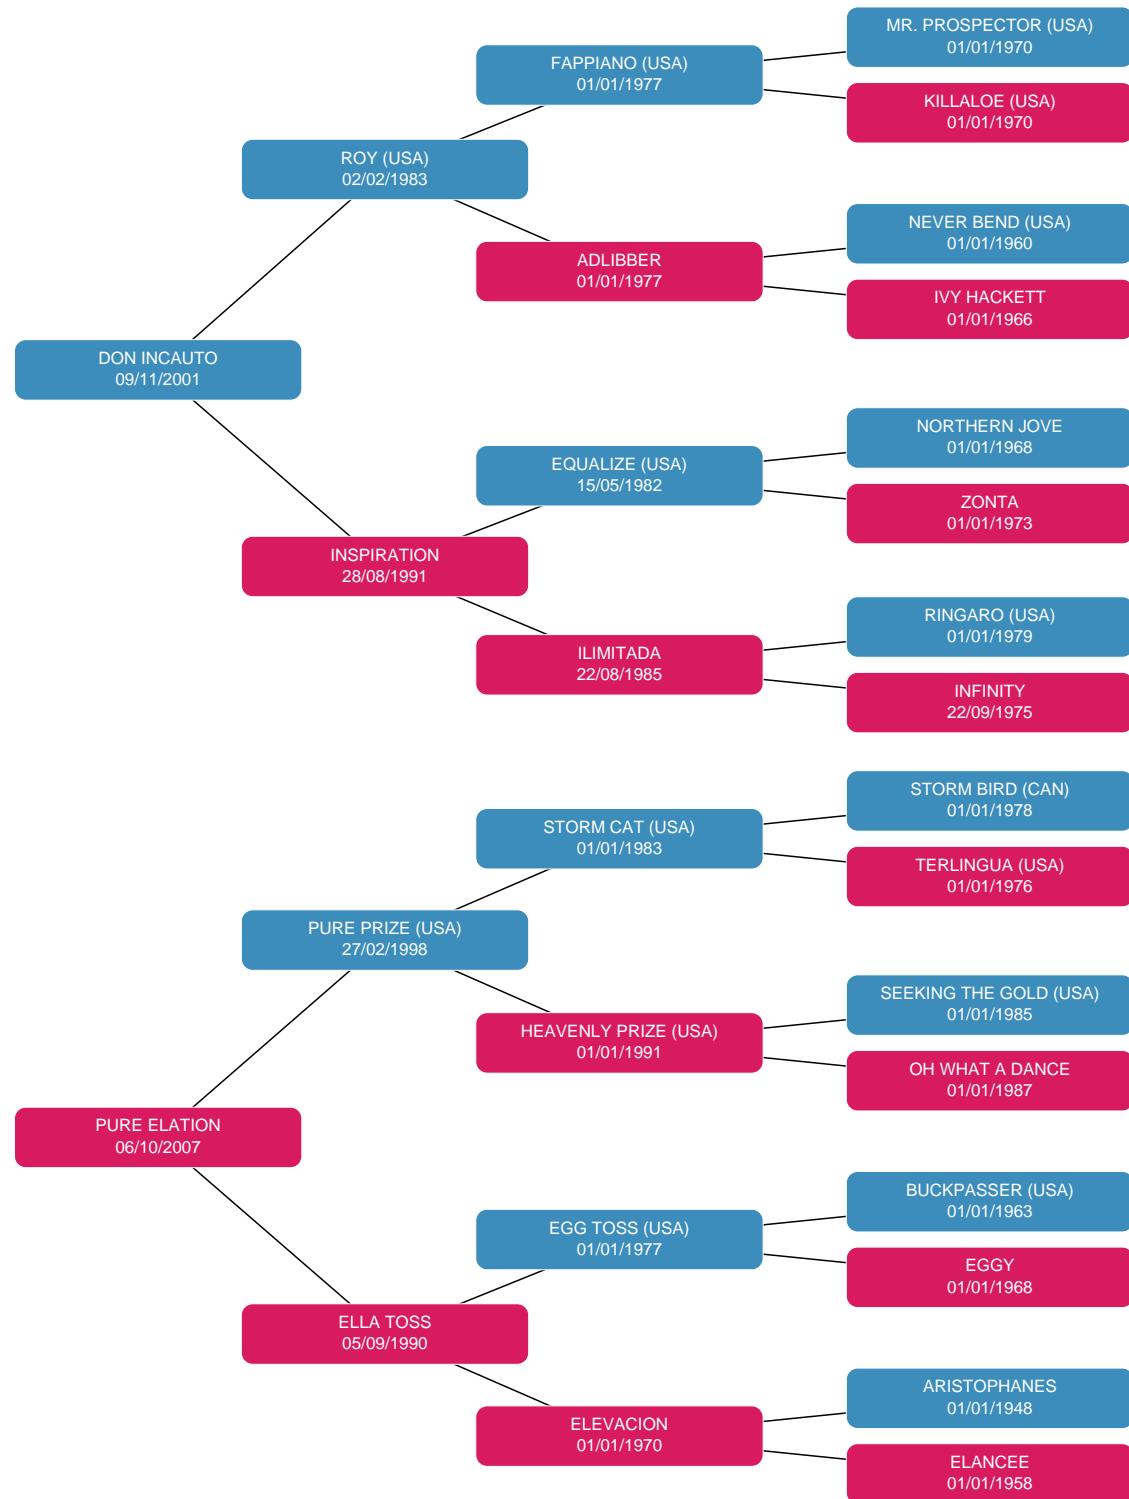 MR. PROSPECTOR (USA)
01/01/1970
FAPPIANO (USA)
01/01/1977
KILLALOE (USA)
01/01/1970
ROY (USA)
02/02/1983
NEVER BEND (USA)
01/01/1960
ADLIBBER
01/01/1977
IVY HACKETT
01/01/1966
DON INCAUTO
09/11/2001
NORTHERN JOVE
01/01/1968
EQUALIZE (USA)
15/05/1982
ZONTA
01/01/1973
INSPIRATION
28/08/1991
RINGARO (USA)
01/01/1979
ILIMITADA
22/08/1985
INFINITY
22/09/1975
STORM BIRD (CAN)
01/01/1978
STORM CAT (USA)
01/01/1983
TERLINGUA (USA)
01/01/1976
PURE PRIZE (USA)
27/02/1998
SEEKING THE GOLD (USA)
01/01/1985
HEAVENLY PRIZE (USA)
01/01/1991
OH WHAT A DANCE
01/01/1987
PURE ELATION
06/10/2007
BUCKPASSER (USA)
01/01/1963
EGG TOSS (USA)
01/01/1977
EGGY
01/01/1968
ELLA TOSS
05/09/1990
ARISTOPHANES
01/01/1948
ELEVACION
01/01/1970
ELANCEE
01/01/1958